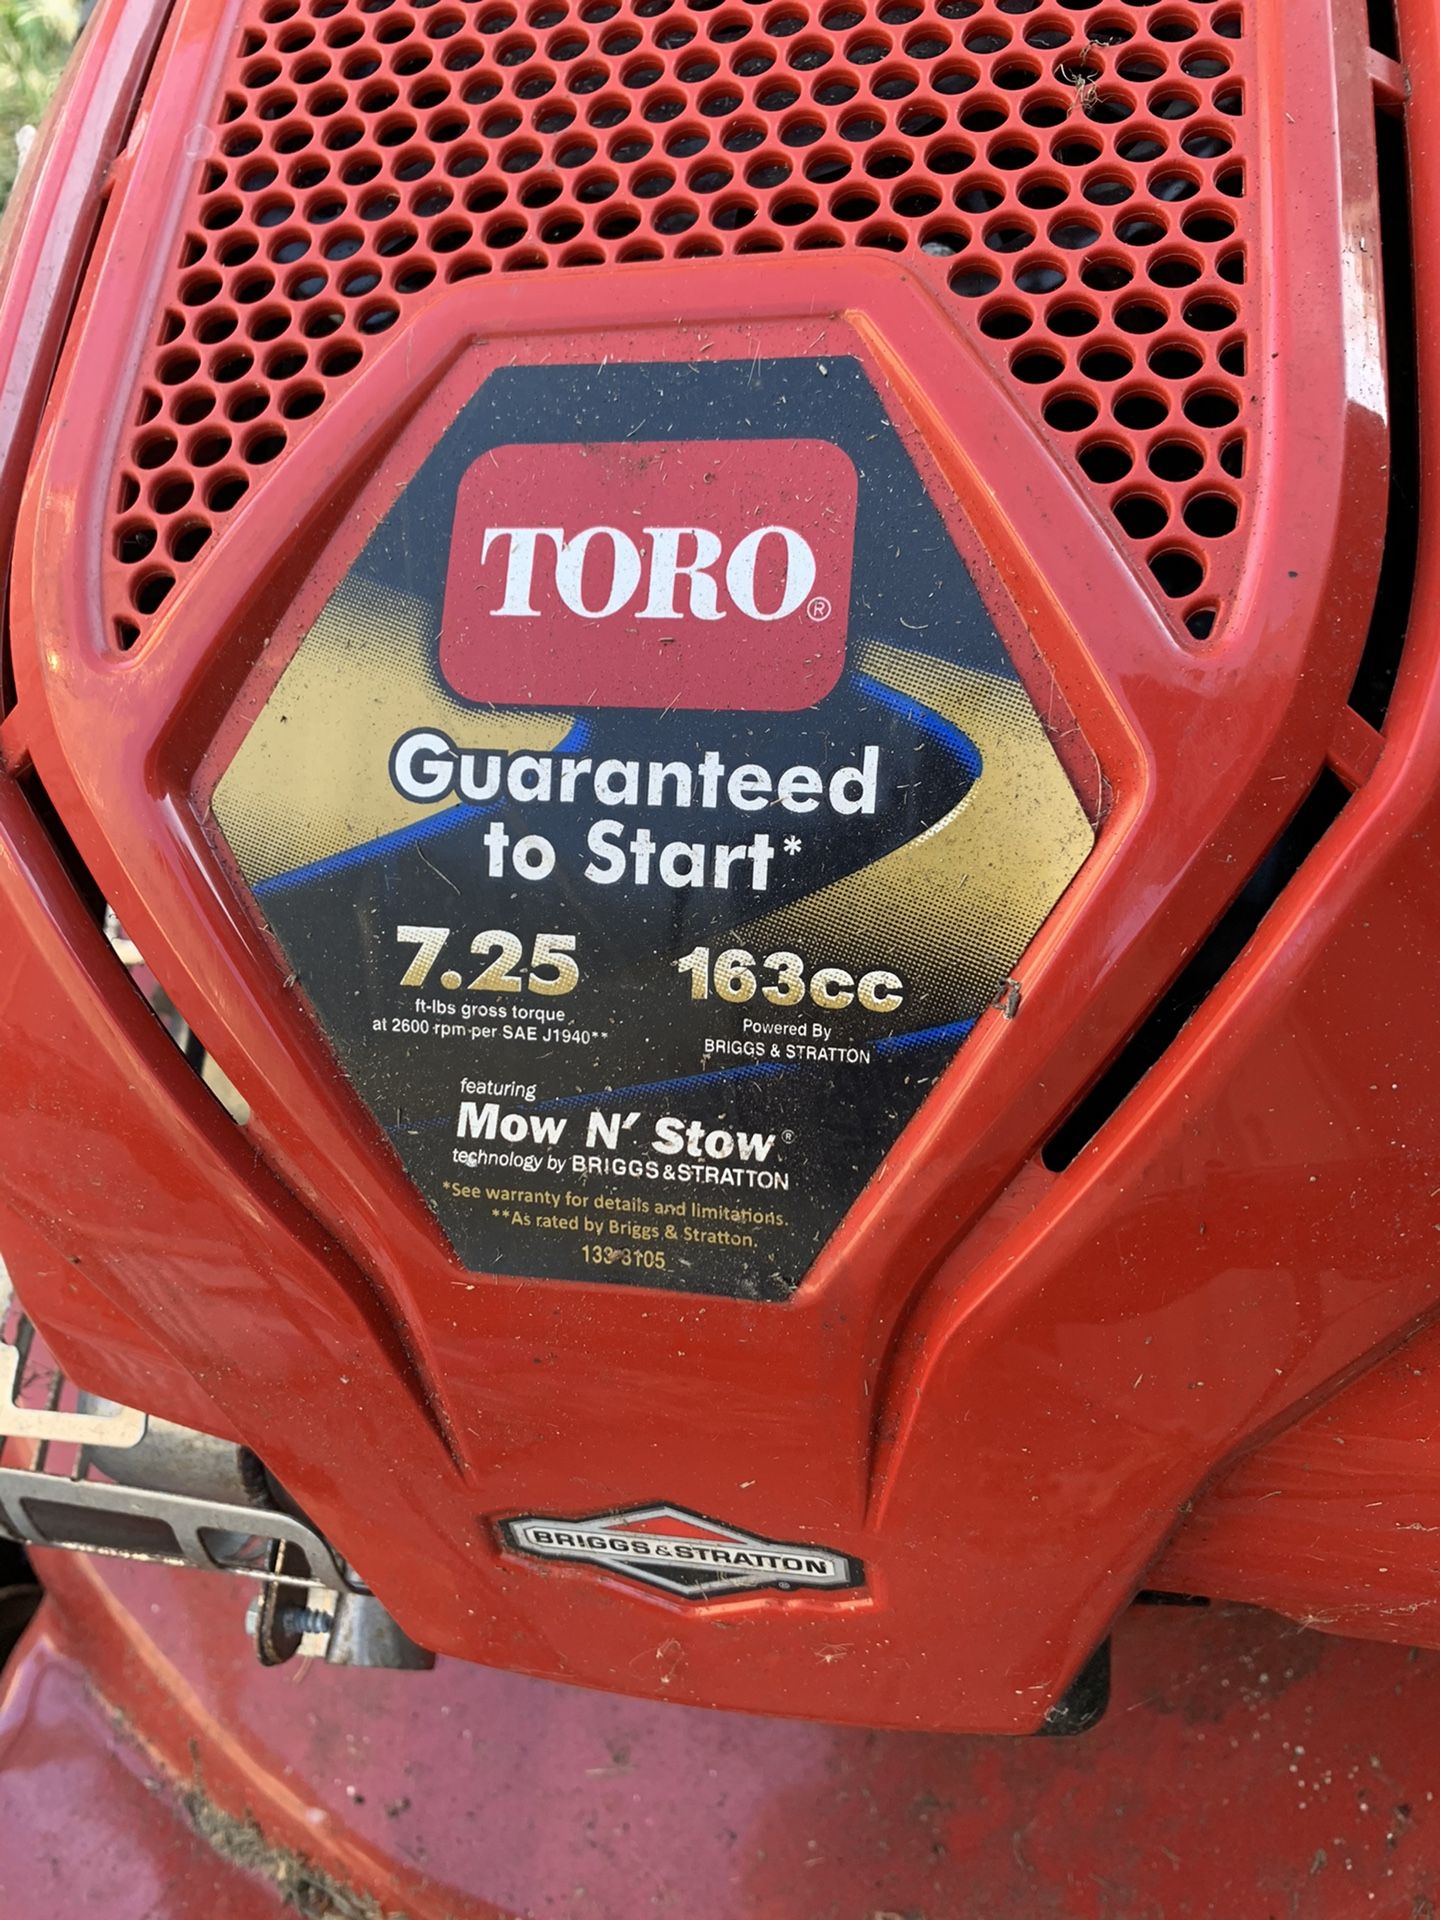 TORO®
Guaranteed
to Start*
7.25
ft-lbs gross torque
at 2600 rpm per SAE J1940**
163cc
Powered By
BRIGGS & STRATTON
featuring
Mow N' Stow®
technology by BRIGGS&STRATTON
*See warranty for details and limitations.
**As rated by Briggs & Stratton.
133-3105
BRIGGS & STRATTON®